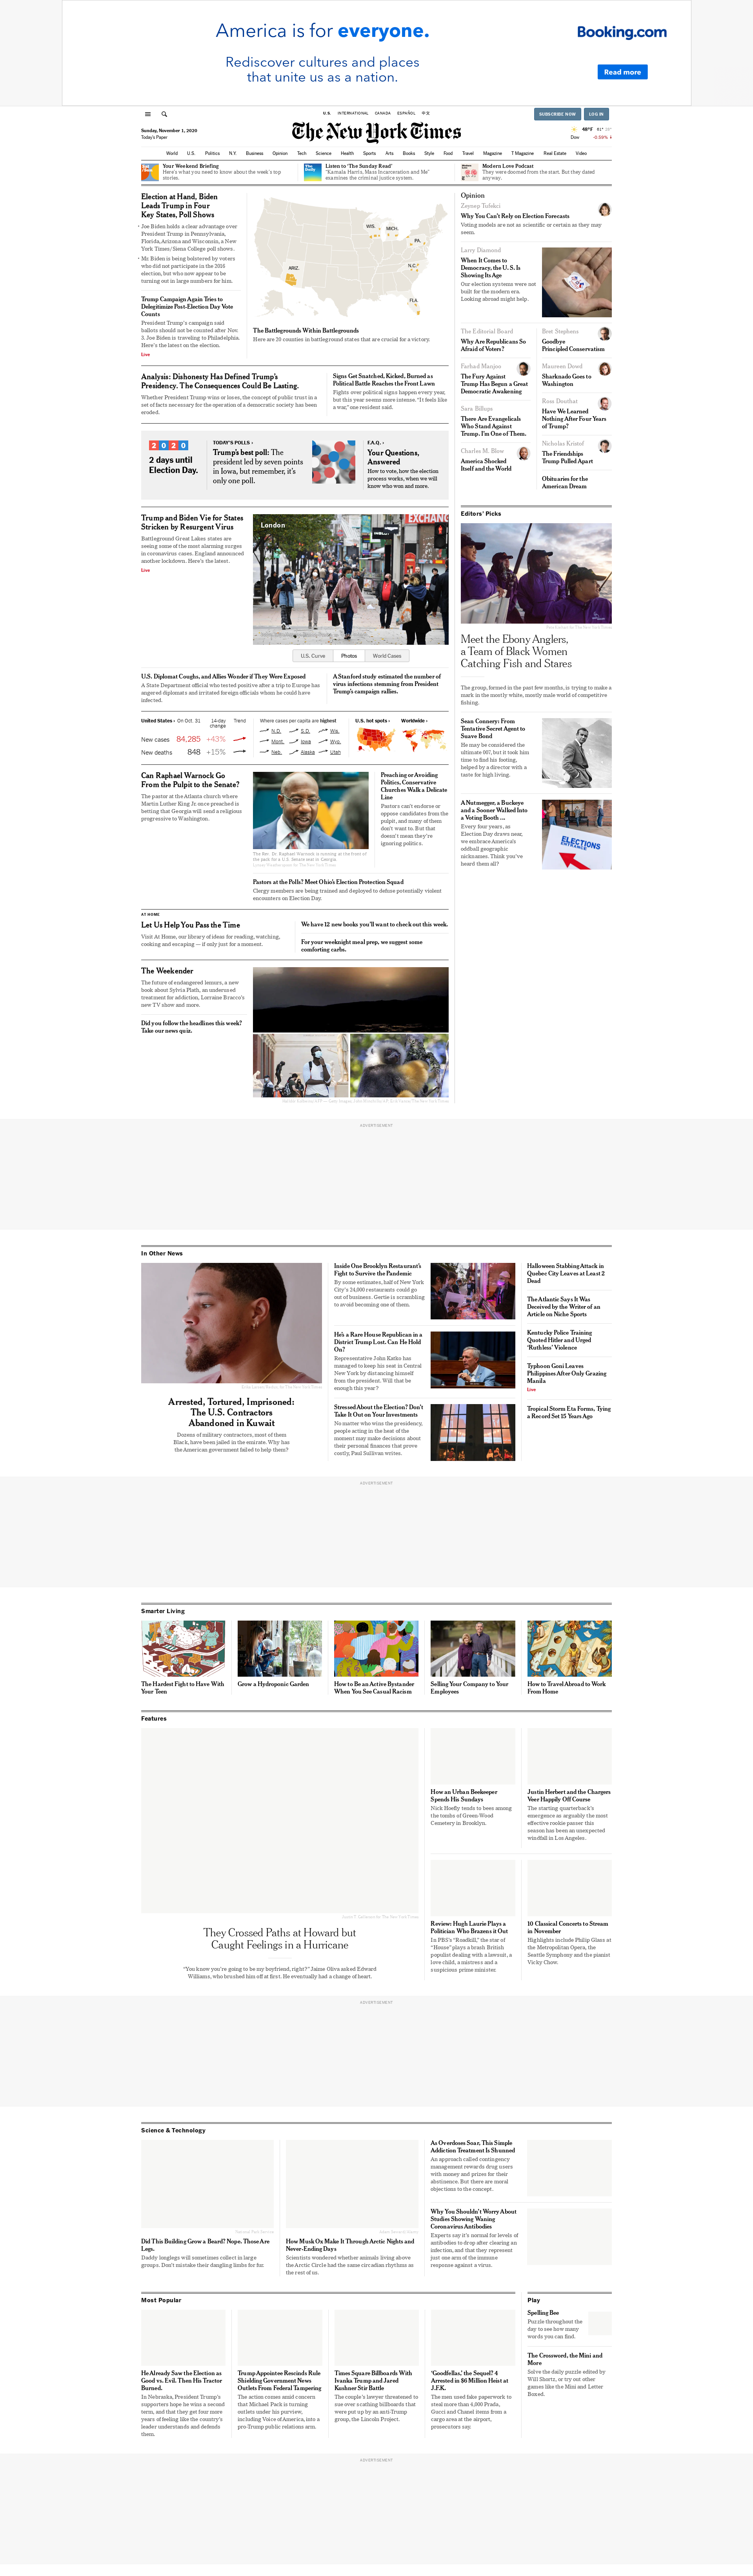 America is for everyone.
Booking.com
Rediscover cultures and places
that unite us as a nation.
Read more
U.S.
INTERNATIONAL
CANADA
ESPAÑOL
中文
SUBSCRIBE NOW
LOG IN
Sunday, November 1, 2020
Today's Paper
The New York Times
Dow
World
U.S.
Politics
N.Y.
Business
Opinion
Tech
Science
Health
Sports
Arts
Books
Style
Food
Travel
Magazine
T Magazine
Real Estate
Video
Your Weekend Briefing
Here's what you need to know about the week's top
stories.
Listen to 'The Sunday Read'
"Kamala Harris, Mass Incarceration and Me"
examines the criminal justice system.
Modern Love Podcast
They were doomed from the start. But they dated
anyway.
Election at Hand, Biden
Leads Trump in Four
Key States, Poll Shows
Joe Biden holds a clear advantage over
President Trump in Pennsylvania,
Florida, Arizona and Wisconsin, a New
York Times/Siena College poll shows.
Mr. Biden is being bolstered by voters
who did not participate in the 2016
election, but who now appear to be
turning out in large numbers for him.
Trump Campaign Again Tries to
Delegitimize Post-Election Day Vote
Counts
President Trump's campaign said
ballots should not be counted after Nov.
3. Joe Biden is traveling to Philadelphia.
Here's the latest on the election.
Live
WIS.
MICH.
PA.
ARIZ.
N.C.
FLA.
The Battlegrounds Within Battlegrounds
Here are 20 counties in battleground states that are crucial for a victory.
Analysis: Dishonesty Has Defined Trump's
Presidency. The Consequences Could Be Lasting.
Whether President Trump wins or loses, the concept of public trust in a
set of facts necessary for the operation of a democratic society has been
eroded.
Signs Get Snatched, Kicked, Burned as
Political Battle Reaches the Front Lawn
Fights over political signs happen every year,
but this year seems more intense. "It feels like
a war," one resident said.
2 0 2 0
2 days until
Election Day.
TODAY'S POLLS ›
Trump's best poll: The
president led by seven points
in Iowa, but remember, it's
only one poll.
F.A.Q. ›
Your Questions,
Answered
How to vote, how the election
process works, when we will
know who won and more.
Trump and Biden Vie for States
Stricken by Resurgent Virus
Battleground Great Lakes states are
seeing some of the most alarming surges
in coronavirus cases. England announced
another lockdown. Here's the latest.
Live
London
EXCHANG
U.S. Curve
Photos
World Cases
U.S. Diplomat Coughs, and Allies Wonder if They Were Exposed
A State Department official who tested positive after a trip to Europe has
angered diplomats and irritated foreign officials whom he could have
infected.
A Stanford study estimated the number of
virus infections stemming from President
Trump's campaign rallies.
United States › On Oct. 31
14-day
change
Trend
New cases 84,285 +43%
New deaths 848 +15%
Where cases per capita are highest
N.D.
S.D.
Wis.
Mont.
Iowa
Wyo.
Neb.
Alaska
Utah
U.S. hot spots ›
Worldwide ›
Can Raphael Warnock Go
From the Pulpit to the Senate?
The pastor at the Atlanta church where
Martin Luther King Jr. once preached is
betting that Georgia will send a religious
progressive to Washington.
The Rev. Dr. Raphael Warnock is running at the front of
the pack for a U.S. Senate seat in Georgia.
Preaching or Avoiding
Politics, Conservative
Churches Walk a Delicate
Line
Pastors can't endorse or
oppose candidates from the
pulpit, and many of them
don't want to. But that
doesn't mean they're
ignoring politics.
Pastors at the Polls? Meet Ohio's Election Protection Squad
Clergy members are being trained and deployed to defuse potentially violent
encounters on Election Day.
AT HOME
Let Us Help You Pass the Time
Visit At Home, our library of ideas for reading, watching,
cooking and escaping — if only just for a moment.
We have 12 new books you'll want to check out this week.
For your weeknight meal prep, we suggest some
comforting carbs.
The Weekender
The future of endangered lemurs, a new
book about Sylvia Plath, an underused
treatment for addiction, Lorraine Bracco's
new TV show and more.
Did you follow the headlines this week?
Take our news quiz.
Opinion
Zeynep Tufekci
Why You Can't Rely on Election Forecasts
Voting models are not as scientific or certain as they may
seem.
Larry Diamond
When It Comes to
Democracy, the U.S. Is
Showing Its Age
Our election systems were not
built for the modern era.
Looking abroad might help.
The Editorial Board
Why Are Republicans So
Afraid of Voters?
Bret Stephens
Goodbye
Principled Conservatism
Farhad Manjoo
The Fury Against
Trump Has Begun a Great
Democratic Awakening
Maureen Dowd
Sharknado Goes to
Washington
Sara Billups
There Are Evangelicals
Who Stand Against
Trump. I'm One of Them.
Ross Douthat
Have We Learned
Nothing After Four Years
of Trump?
Charles M. Blow
America Shocked
Itself and the World
Nicholas Kristof
The Friendships
Trump Pulled Apart
Obituaries for the
American Dream
Editors' Picks
Meet the Ebony Anglers,
a Team of Black Women
Catching Fish and Stares
The group, formed in the past few months, is trying to make a
mark in the mostly white, mostly male world of competitive
fishing.
Sean Connery: From
Tentative Secret Agent to
Suave Bond
He may be considered the
ultimate 007, but it took him
time to find his footing,
helped by a director with a
taste for high living.
A Nutmegger, a Buckeye
and a Sooner Walked Into
a Voting Booth ...
Every four years, as
Election Day draws near,
we embrace America's
oddball geographic
nicknames. Think you've
heard them all?
ELECTIONS
ENTRANCE
ADVERTISEMENT
In Other News
Arrested, Tortured, Imprisoned:
The U.S. Contractors
Abandoned in Kuwait
Dozens of military contractors, most of them
Black, have been jailed in the emirate. Why has
the American government failed to help them?
Inside One Brooklyn Restaurant's
Fight to Survive the Pandemic
By some estimates, half of New York
City's 24,000 restaurants could go
out of business. Gertie is scrambling
to avoid becoming one of them.
He's a Rare House Republican in a
District Trump Lost. Can He Hold
On?
Representative John Katko has
managed to keep his seat in Central
New York by distancing himself
from the president. Will that be
enough this year?
Stressed About the Election? Don't
Take It Out on Your Investments
No matter who wins the presidency,
people acting in the heat of the
moment may make decisions about
their personal finances that prove
costly, Paul Sullivan writes.
Halloween Stabbing Attack in
Quebec City Leaves at Least 2
Dead
The Atlantic Says It Was
Deceived by the Writer of an
Article on Niche Sports
Kentucky Police Training
Quoted Hitler and Urged
'Ruthless' Violence
Typhoon Goni Leaves
Philippines After Only Grazing
Manila
Live
Tropical Storm Eta Forms, Tying
a Record Set 15 Years Ago
ADVERTISEMENT
Smarter Living
The Hardest Fight to Have With
Your Teen
Grow a Hydroponic Garden
How to Be an Active Bystander
When You See Casual Racism
Selling Your Company to Your
Employees
How to Travel Abroad to Work
From Home
Features
They Crossed Paths at Howard but
Caught Feelings in a Hurricane
"You know you're going to be my boyfriend, right?" Jaime Oliva asked Edward
Williams, who brushed him off at first. He eventually had a change of heart.
How an Urban Beekeeper
Spends His Sundays
Nick Hoefly tends to bees among
the tombs of Green-Wood
Cemetery in Brooklyn.
Justin Herbert and the Chargers
Veer Happily Off Course
The starting quarterback's
emergence as arguably the most
effective rookie passer this
season has been an unexpected
windfall in Los Angeles.
Review: Hugh Laurie Plays a
Politician Who Brazens it Out
In PBS's "Roadkill," the star of
"House" plays a brash British
populist dealing with a lawsuit, a
love child, a mistress and a
suspicious prime minister.
10 Classical Concerts to Stream
in November
Highlights include Philip Glass at
the Metropolitan Opera, the
Seattle Symphony and the pianist
Vicky Chow.
ADVERTISEMENT
Science & Technology
Did This Building Grow a Beard? Nope. Those Are
Legs.
Daddy longlegs will sometimes collect in large
groups. Don't mistake their dangling limbs for fur.
How Musk Ox Make It Through Arctic Nights and
Never-Ending Days
Scientists wondered whether animals living above
the Arctic Circle had the same circadian rhythms as
the rest of us.
As Overdoses Soar, This Simple
Addiction Treatment Is Shunned
An approach called contingency
management rewards drug users
with money and prizes for their
abstinence. But there are moral
objections to the concept.
Why You Shouldn't Worry About
Studies Showing Waning
Coronavirus Antibodies
Experts say it's normal for levels of
antibodies to drop after clearing an
infection, and that they represent
just one arm of the immune
response against a virus.
Most Popular
He Already Saw the Election as
Good vs. Evil. Then His Tractor
Burned.
In Nebraska, President Trump's
supporters hope he wins a second
term, and that they get four more
years of feeling like the country's
leader understands and defends
them.
Trump Appointee Rescinds Rule
Shielding Government News
Outlets From Federal Tampering
The action comes amid concern
that Michael Pack is turning
outlets under his purview,
including Voice of America, into a
pro-Trump public relations arm.
Times Square Billboards With
Ivanka Trump and Jared
Kushner Stir Battle
The couple's lawyer threatened to
sue over scathing billboards that
were put up by an anti-Trump
group, the Lincoln Project.
'Goodfellas,' the Sequel? 4
Arrested in $6 Million Heist at
J.F.K.
The men used fake paperwork to
steal more than 4,000 Prada,
Gucci and Chanel items from a
cargo area at the airport,
prosecutors say.
Play
Spelling Bee
Puzzle throughout the
day to see how many
words you can find.
The Crossword, the Mini and
More
Solve the daily puzzle edited by
Will Shortz, or try out other
games like the Mini and Letter
Boxed.
ADVERTISEMENT